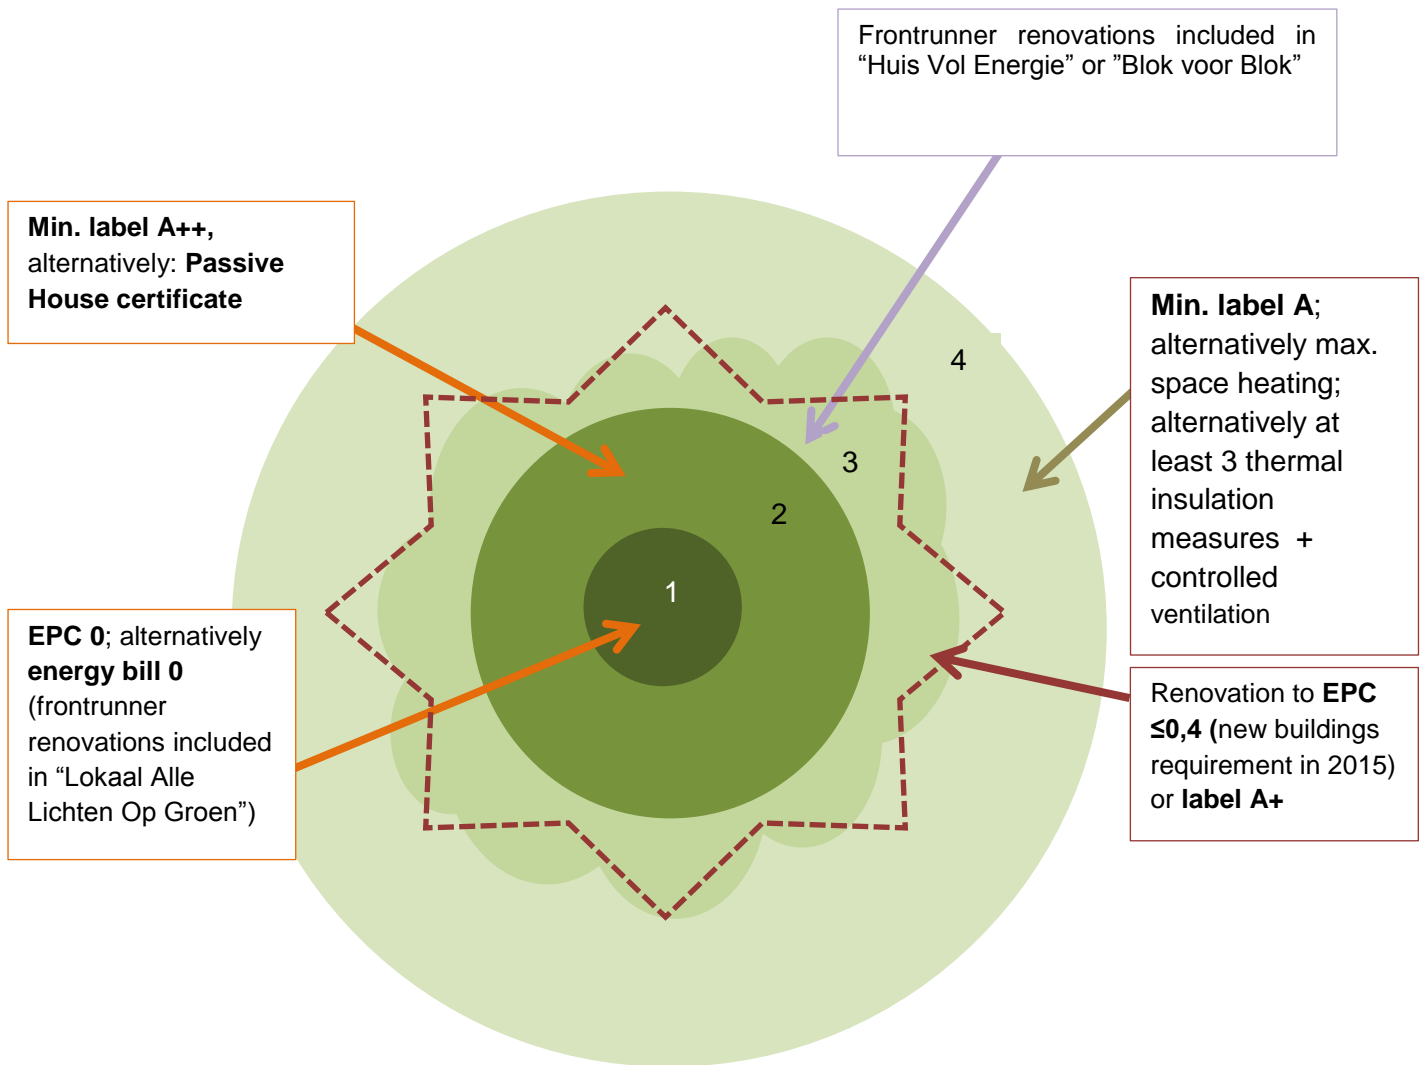 Frontrunner renovations included in
“Huis Vol Energie” or ”Blok voor Blok”
Min. label A++,
alternatively: Passive
House certificate
Min. label A;
alternatively max.
space heating;
alternatively at
least 3 thermal
insulation
measures +
controlled
ventilation
4
3
2
1
EPC 0; alternatively
energy bill 0
(frontrunner
renovations included
in “Lokaal Alle
Lichten Op Groen”)
Renovation to EPC
≤0,4 (new buildings
requirement in 2015)
or label A+